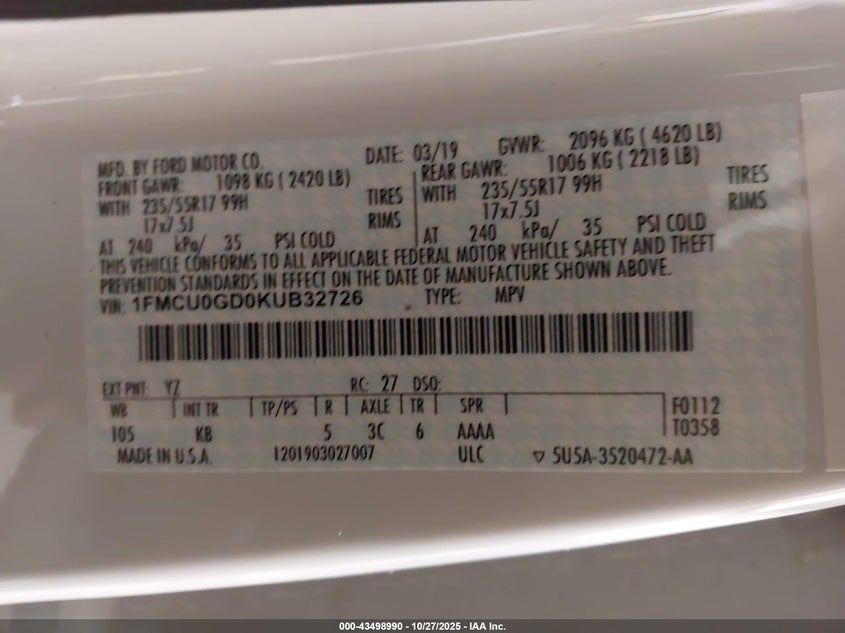 MFD. BY FORD MOTOR CO. DATE: 03/19 GVWR: 2096 KG ( 4620 LB)
FRONT GAWR: 1098 KG ( 2420 LB) REAR GAWR: 1006 KG ( 2218 LB)
WITH 235/55R17 99H TIRES WITH 235/55R17 99H TIRES
17x7.5J RIMS 17x7.5J RIMS
AT 240 kPa/ 35 PSI COLD AT 240 kPa/ 35 PSI COLD
THIS VEHICLE CONFORMS TO ALL APPLICABLE FEDERAL MOTOR VEHICLE SAFETY AND THEFT
PREVENTION STANDARDS IN EFFECT ON THE DATE OF MANUFACTURE SHOWN ABOVE.
VIN: 1FMCU0GD0KUB32726 TYPE: MPV
EXT PNT: YZ RC: 27 DSO:
WB INT TR TP/PS R AXLE TR SPR F0112
105 KB 5 3C 6 AAAA T0358
MADE IN U.S.A. 1201903027007 ULC 5U5A-3520472-AA
000-43498990 - 10/27/2025 - IAA Inc.